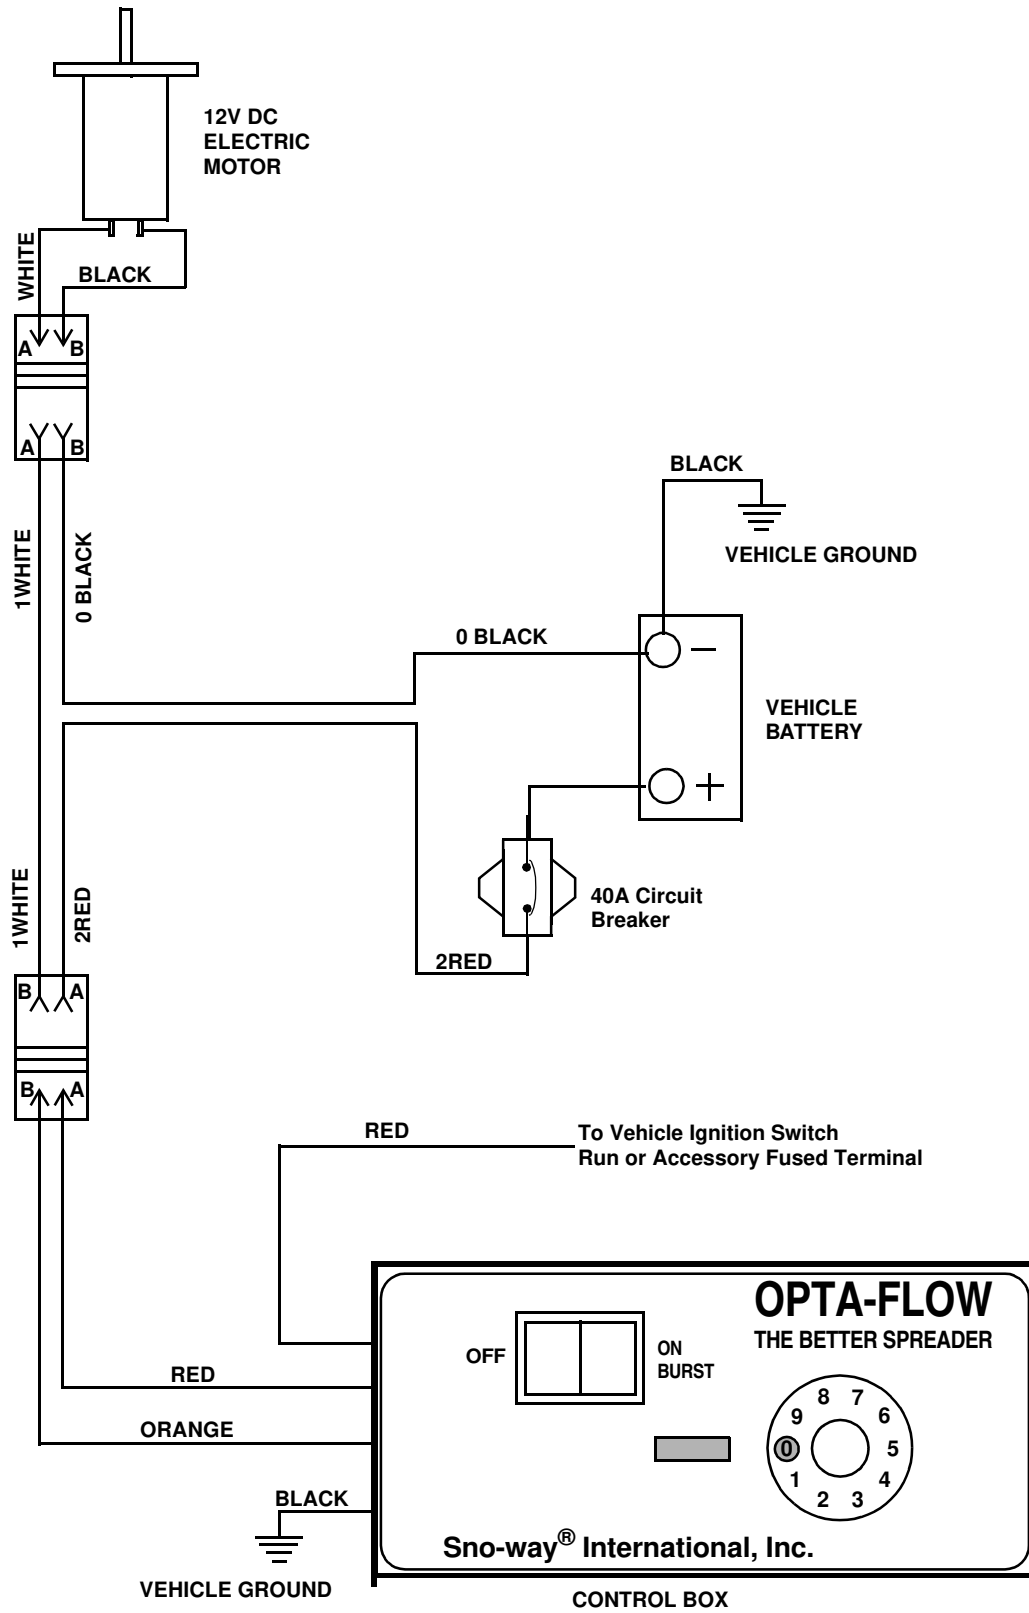 12V DC
ELECTRIC
MOTOR
WHITE
BLACK
A B
A B
BLACK
VEHICLE GROUND
1WHITE
0 BLACK
0 BLACK
−
VEHICLE
BATTERY
+
40A Circuit
Breaker
1WHITE
2RED
2RED
B A
B A
RED
To Vehicle Ignition Switch
Run or Accessory Fused Terminal
OPTA-FLOW
THE BETTER SPREADER
OFF
ON
BURST
RED
ORANGE
8 7
9 6
0 5
1 4
2 3
BLACK
VEHICLE GROUND
Sno-way® International, Inc.
CONTROL BOX